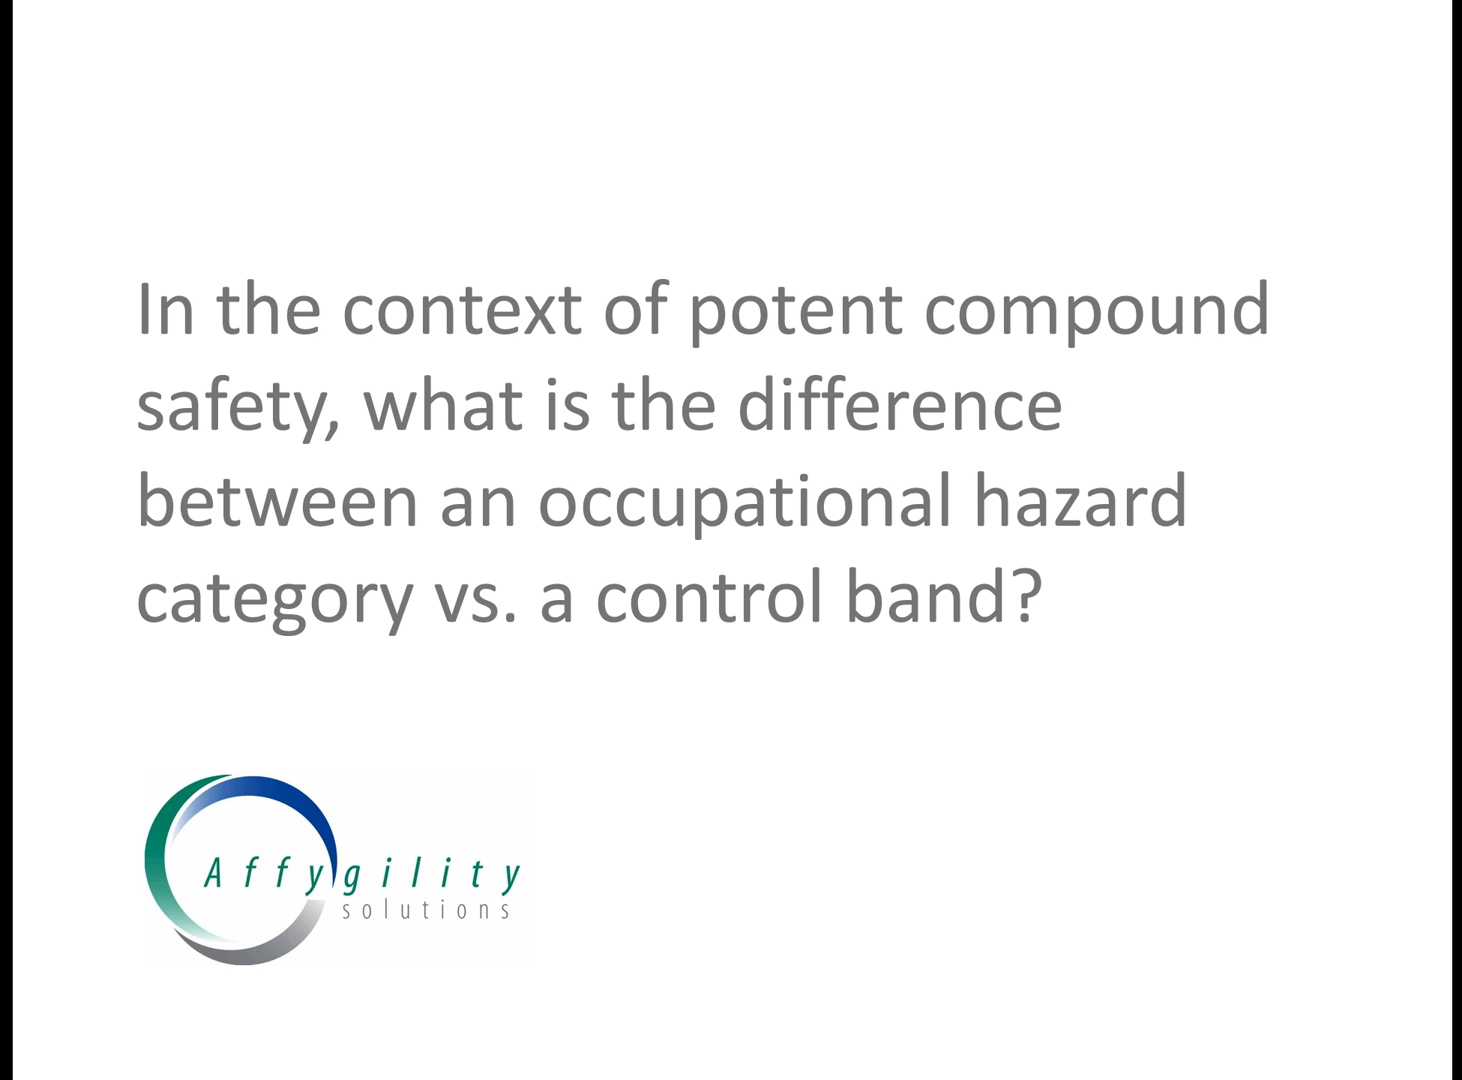 In the context of potent compound
safety, what is the difference
between an occupational hazard
category vs. a control band?
Affygility
solutions